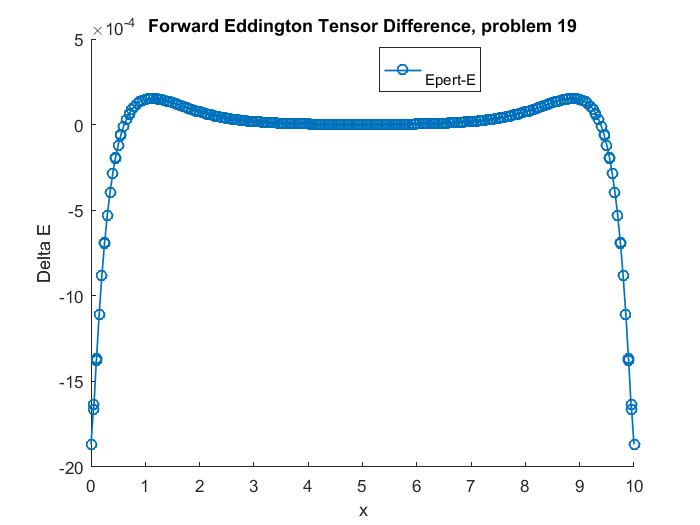 ×10⁻⁴
Forward Eddington Tensor Difference, problem 19
5
Epert-E
0
-5
-10
-15
-20
Delta E
0 1 2 3 4 5 6 7 8 9 10
x